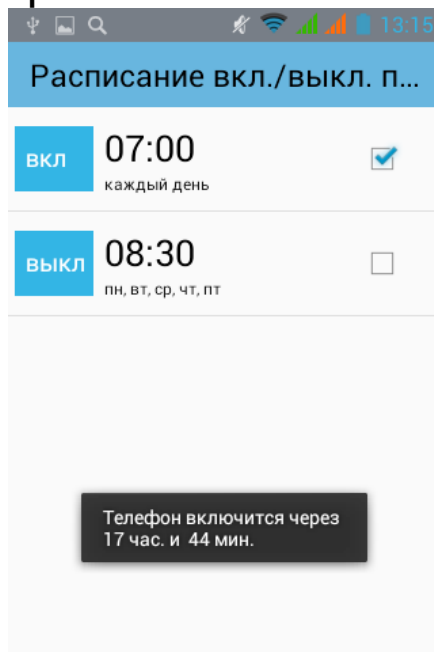 13:15
Расписание вкл./выкл. п...
ВКЛ
07:00
каждый день
ВЫКЛ
08:30
пн, вт, ср, чт, пт
Телефон включится через
17 час. и 44 мин.